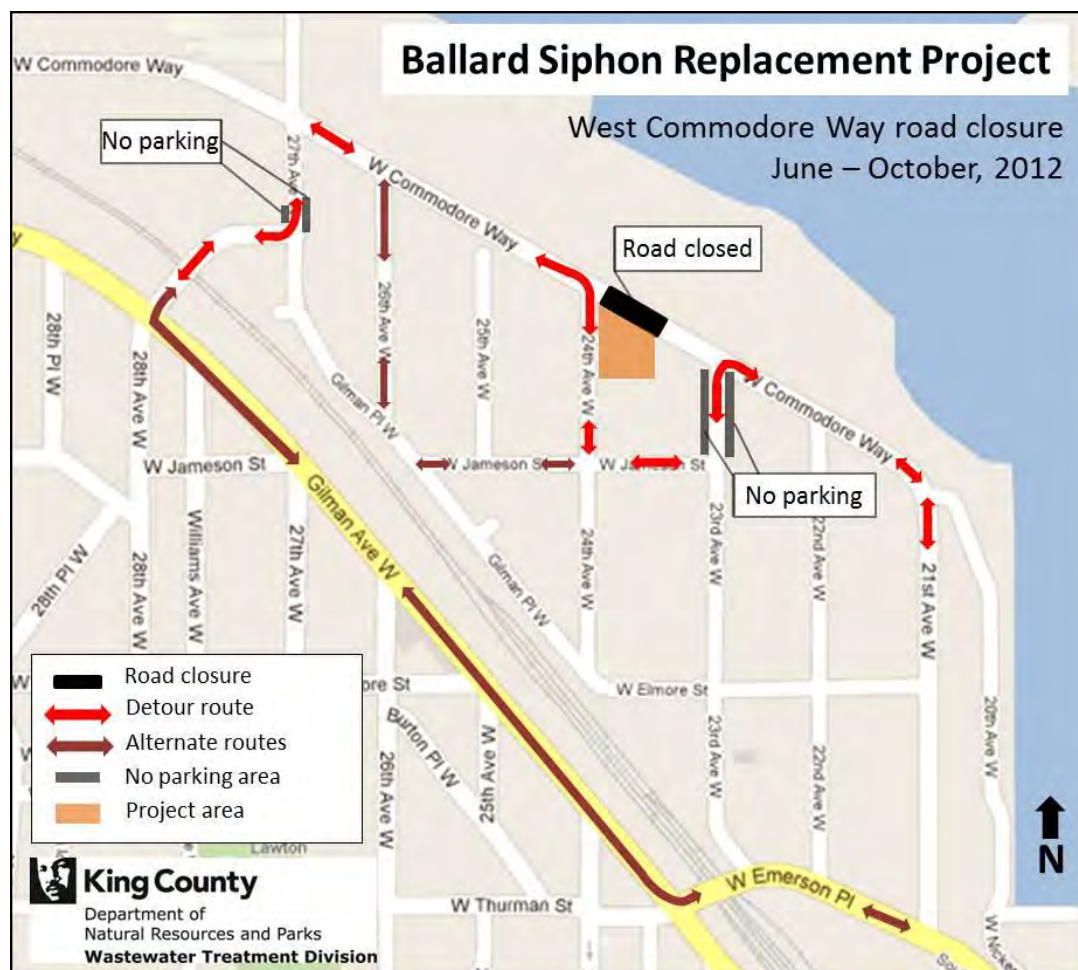 Ballard Siphon Replacement Project
West Commodore Way road closure
June – October, 2012
W Commodore Way
No parking
27th Ave
W Commodore Way
Road closed
28th Pl W
28th Ave W
26th Ave W
25th Ave W
24th Ave W
W Commodore Way
Gilman Pl W
W Jameson St
W Jameson St
W Jameson St
No parking
Gilman Ave W
28th Pl W
28th Ave W
Williams Ave W
27th Ave W
Gilman Pl W
24th Ave W
23rd Ave W
22nd Ave W
21st Ave W
W Elmore St
ore St
Burton Pl W
26th Ave W
25th Ave W
23rd Ave W
22nd Ave W
20th Ave W
Road closure
Detour route
Alternate routes
No parking area
Project area
N
Lawton
W Thurman St
W Emerson Pl
W Nicker
King County
Department of
Natural Resources and Parks
Wastewater Treatment Division